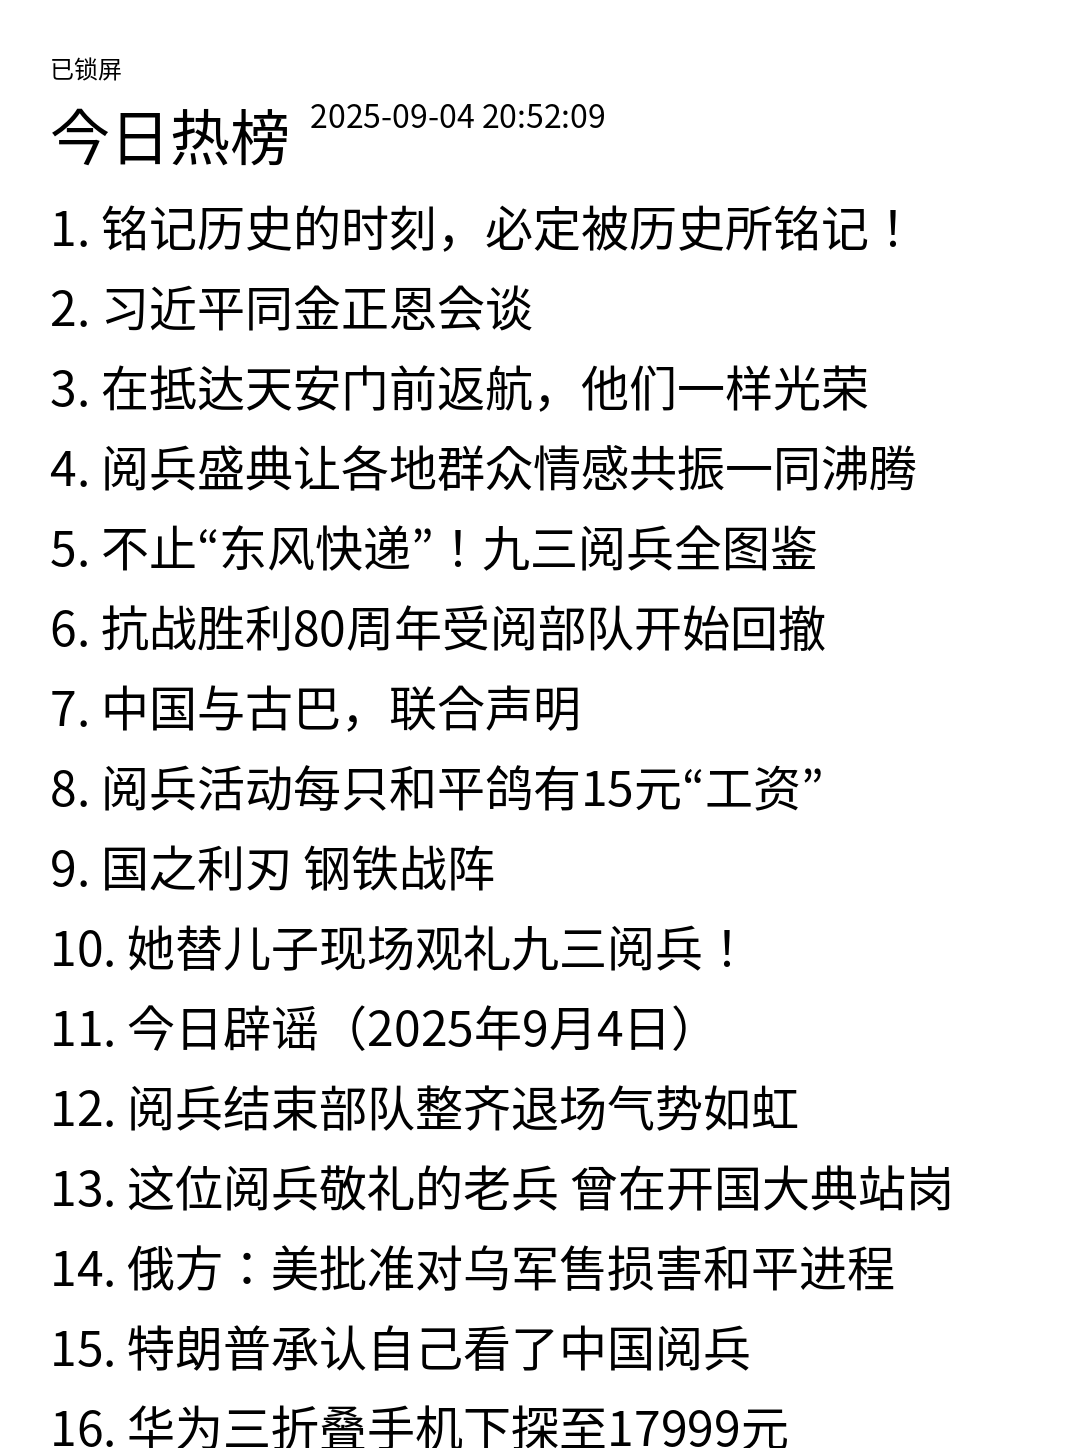 已锁屏
今日热榜 2025-09-04 20:52:09
1. 铭记历史的时刻，必定被历史所铭记！
2. 习近平同金正恩会谈
3. 在抵达天安门前返航，他们一样光荣
4. 阅兵盛典让各地群众情感共振一同沸腾
5. 不止“东风快递”！九三阅兵全图鉴
6. 抗战胜利80周年受阅部队开始回撤
7. 中国与古巴，联合声明
8. 阅兵活动每只和平鸽有15元“工资”
9. 国之利刃 钢铁战阵
10. 她替儿子现场观礼九三阅兵！
11. 今日辟谣（2025年9月4日）
12. 阅兵结束部队整齐退场气势如虹
13. 这位阅兵敬礼的老兵 曾在开国大典站岗
14. 俄方：美批准对乌军售损害和平进程
15. 特朗普承认自己看了中国阅兵
16. 华为三折叠手机下探至17999元